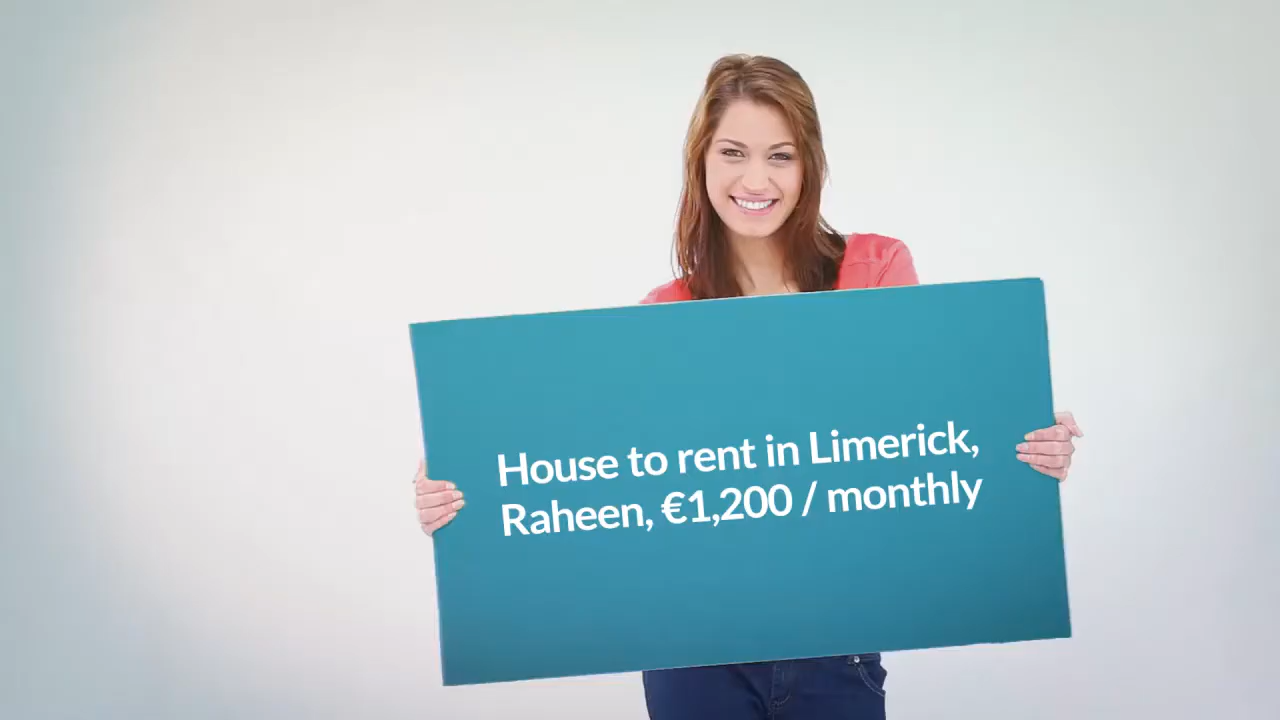 House to rent in Limerick,
Raheen, €1,200 / monthly